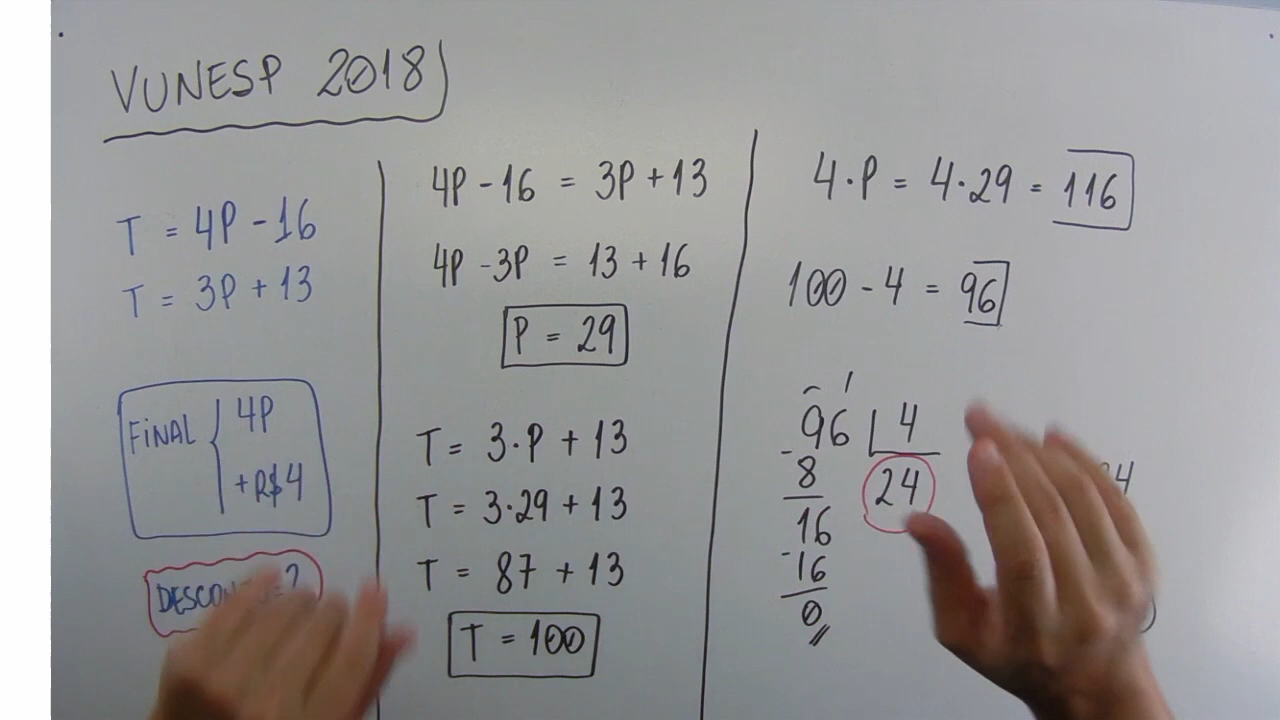 VUNESP 2018
T = 4P - 16
T = 3P + 13
FINAL { 4P
+R$4
4P - 16 = 3P + 13
4P - 3P = 13 + 16
P = 29
T = 3·P + 13
T = 3·29 + 13
T = 87 + 13
T = 100
4·P = 4·29 = 116
100 - 4 = 96
96 | 4
-8 24
16
-16
0